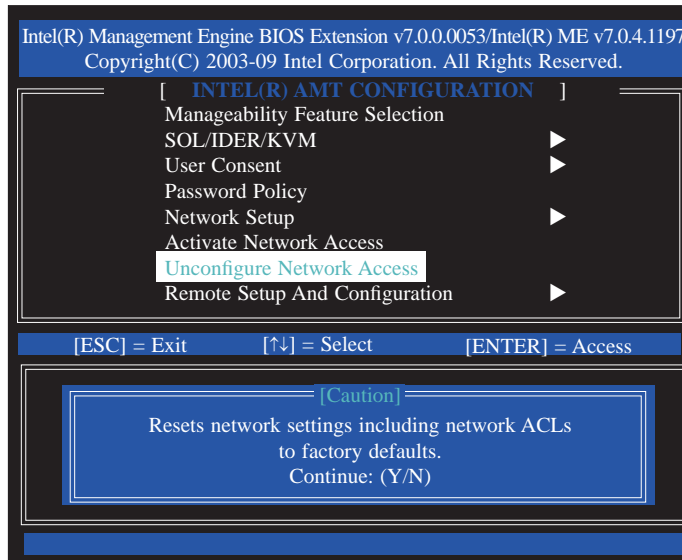 Intel(R) Management Engine BIOS Extension v7.0.0.0053/Intel(R) ME v7.0.4.1197
Copyright(C) 2003-09 Intel Corporation. All Rights Reserved.
[ INTEL(R) AMT CONFIGURATION ]
Manageability Feature Selection
SOL/IDER/KVM ▶
User Consent ▶
Password Policy
Network Setup ▶
Activate Network Access
Unconfigure Network Access
Remote Setup And Configuration ▶
[ESC] = Exit [↑↓] = Select [ENTER] = Access
[Caution]
Resets network settings including network ACLs
to factory defaults.
Continue: (Y/N)